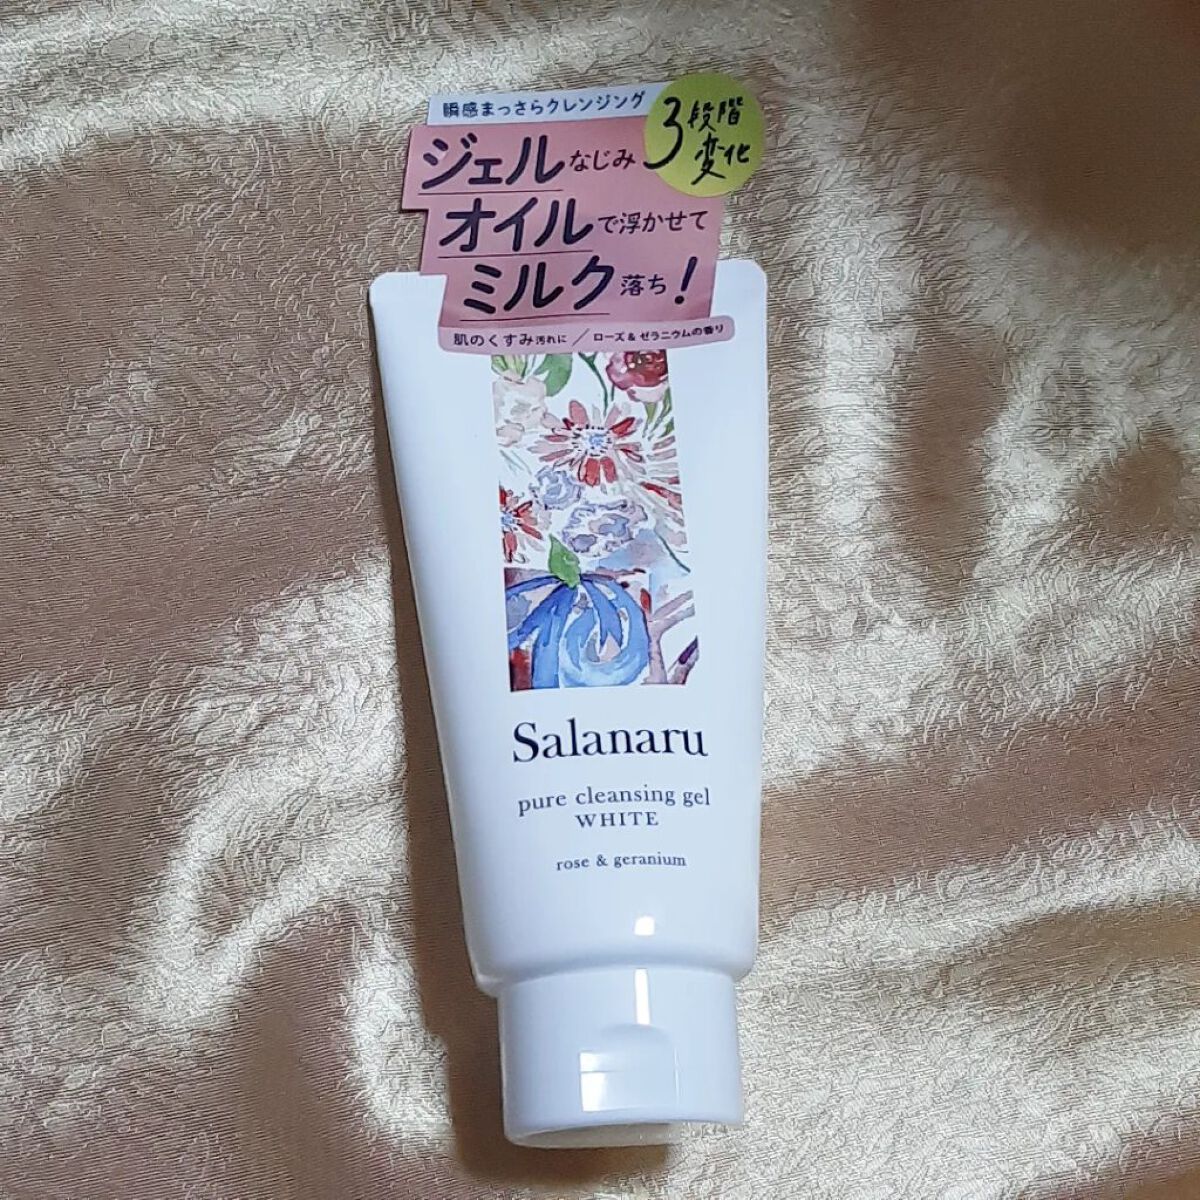 瞬感まっさらクレンジング
3段階
変化
ジェルなじみ
オイルで浮かせて
ミルク落ち!
肌のくすみ汚れに／ローズ&ゼラニウムの香り
Salanaru
pure cleansing gel
WHITE
rose & geranium